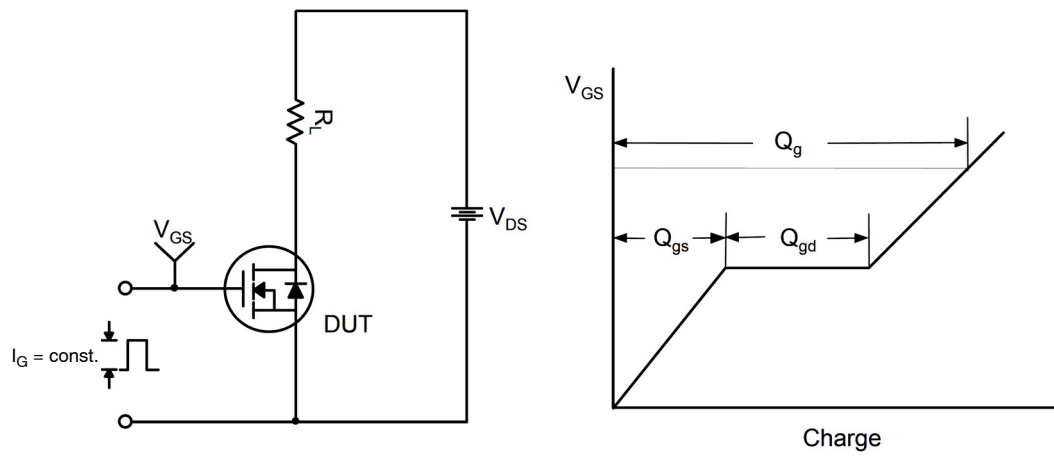 R_L
V_GS
V_DS
DUT
I_G = const.
V_GS
Q_g
Q_gs
Q_gd
Charge